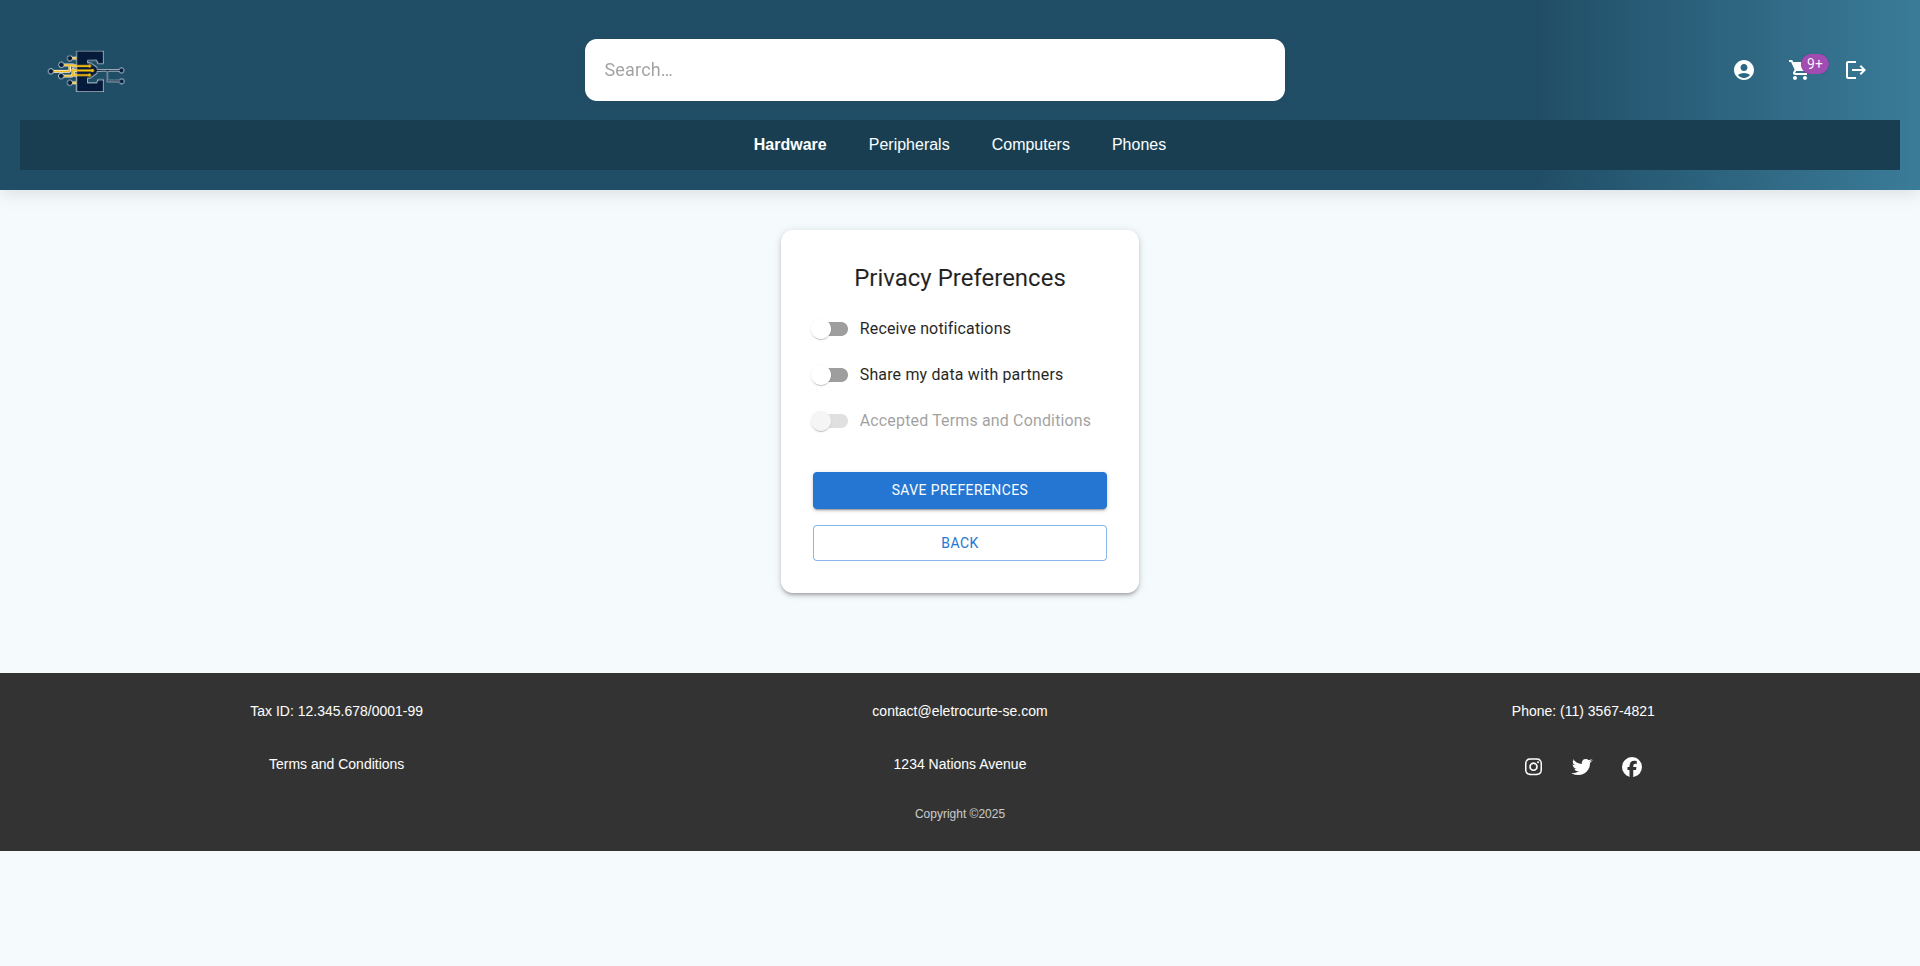 Search...
9+
Hardware
Peripherals
Computers
Phones
Privacy Preferences
Receive notifications
Share my data with partners
Accepted Terms and Conditions
SAVE PREFERENCES
BACK
Tax ID: 12.345.678/0001-99
contact@eletrocurte-se.com
Phone: (11) 3567-4821
Terms and Conditions
1234 Nations Avenue
Copyright ©2025